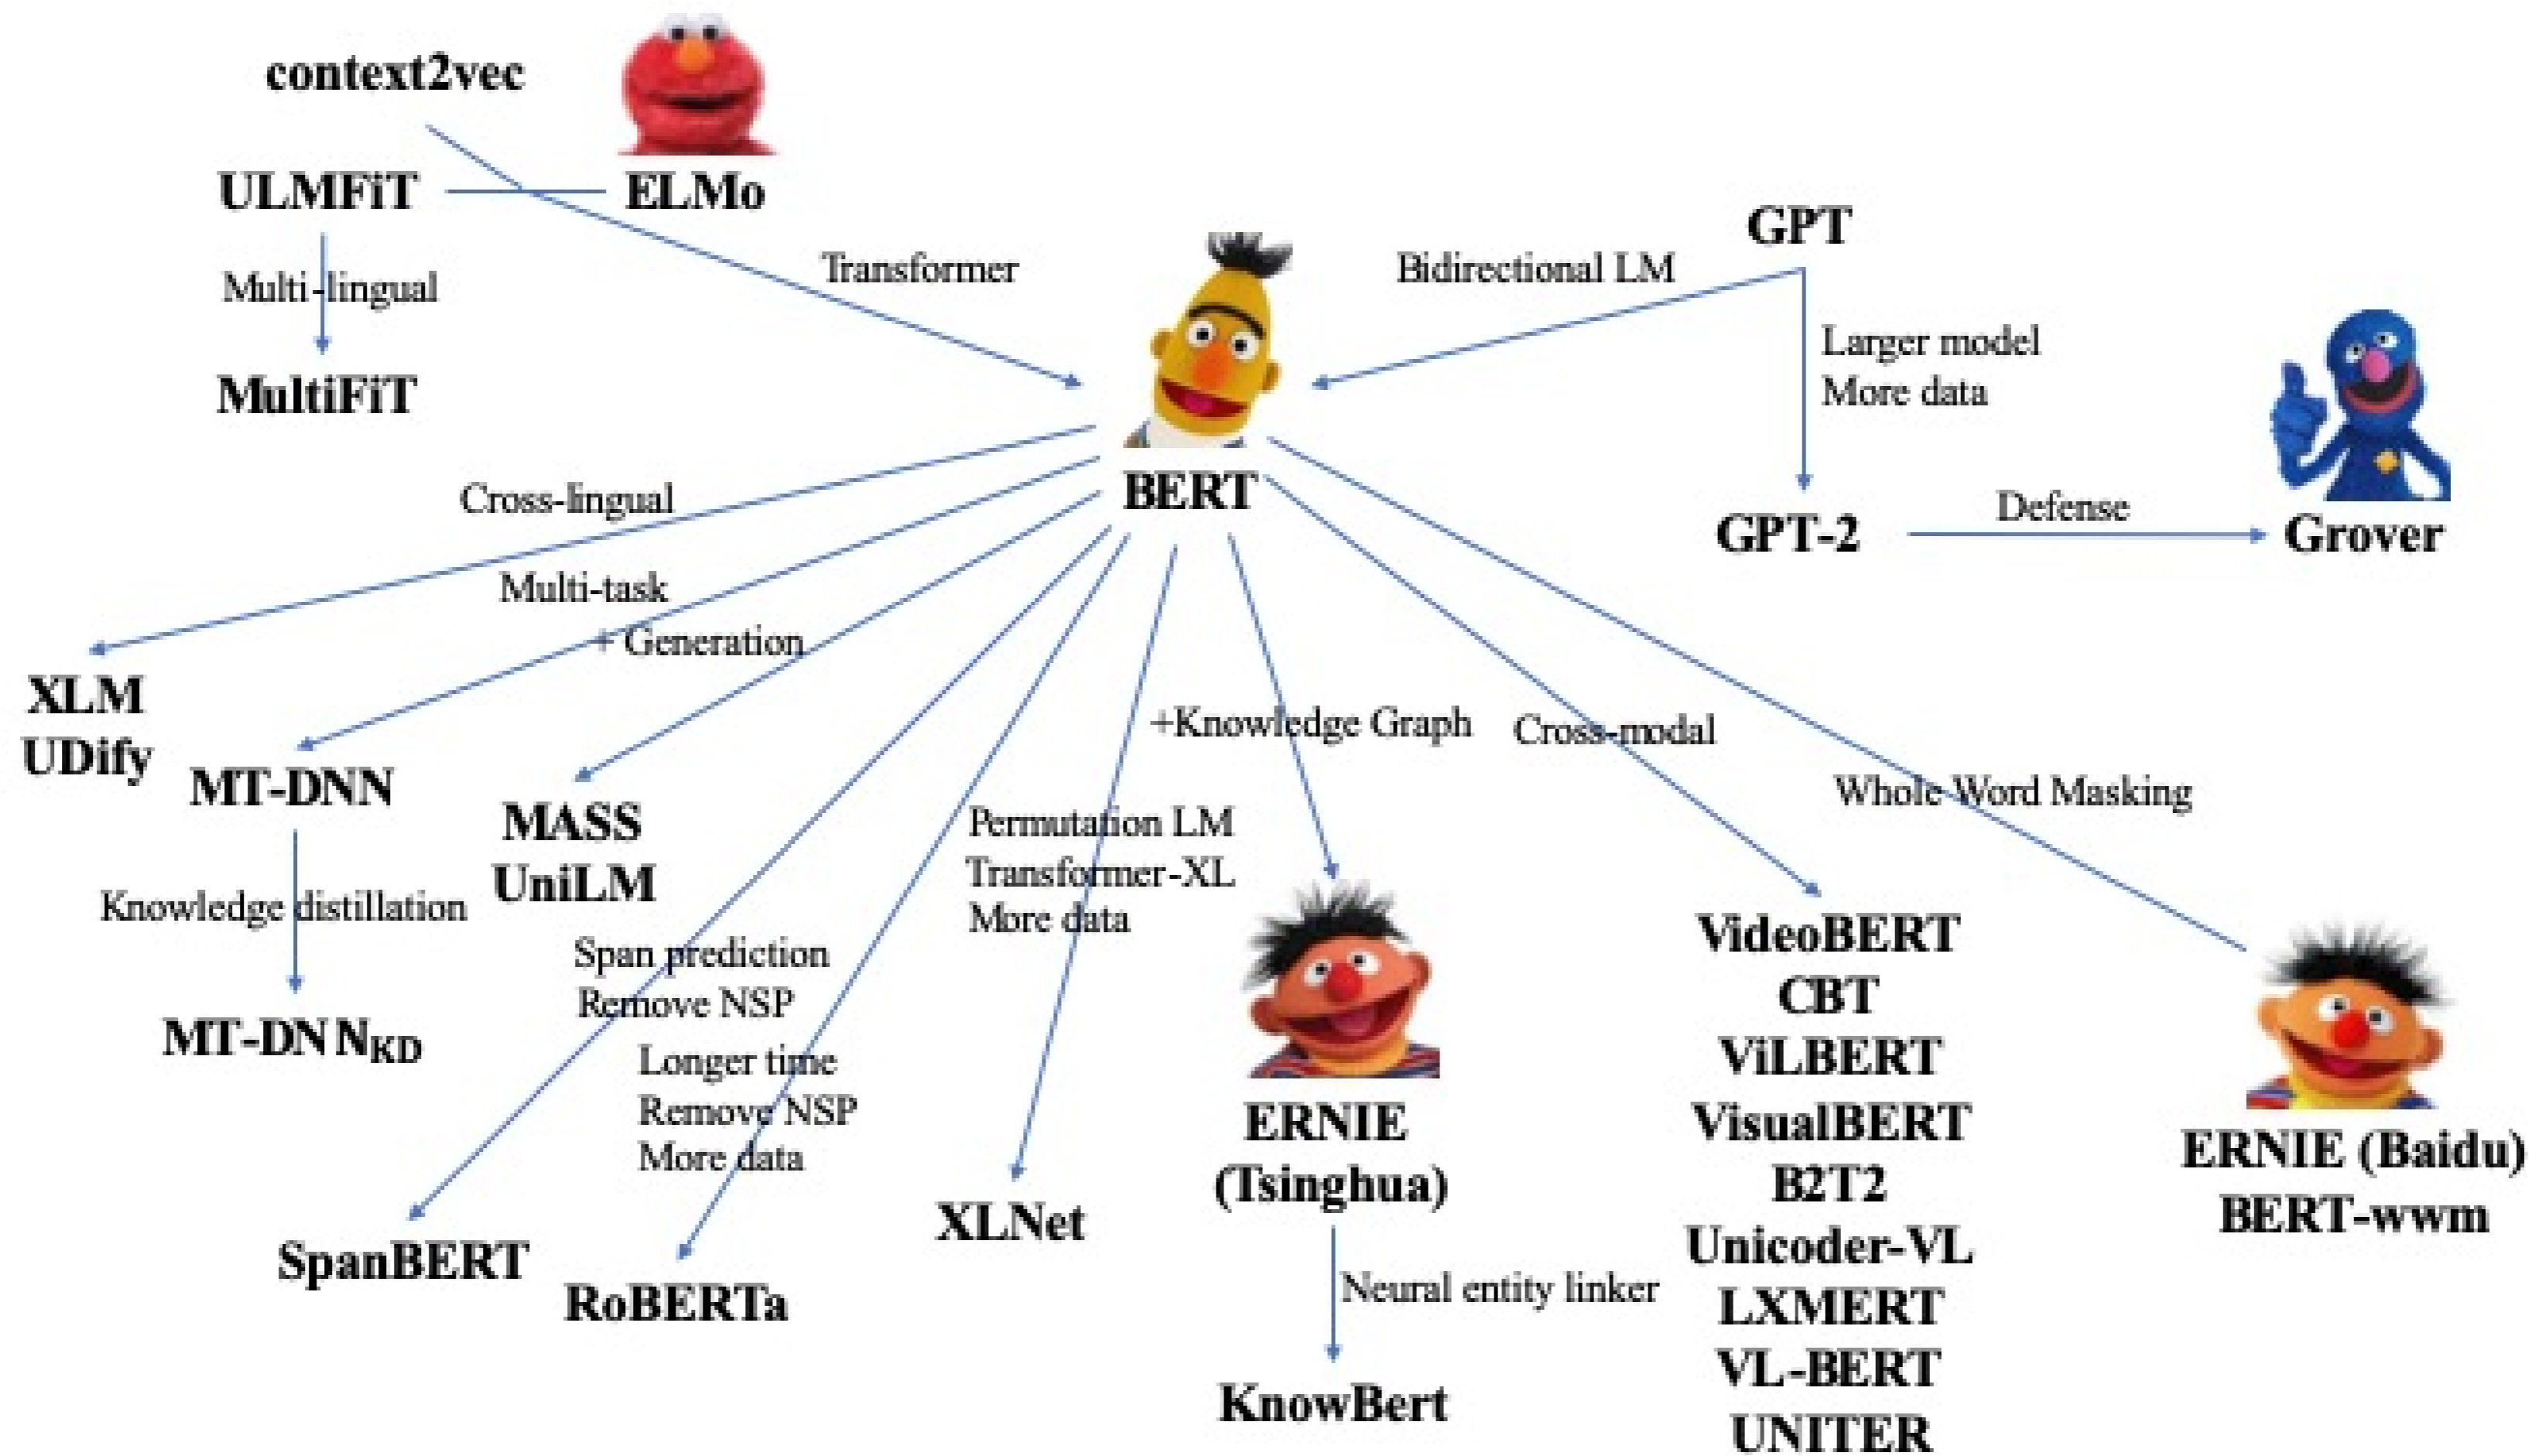 context2vec
ULMFiT
ELMo
GPT
Transformer
Bidirectional LM
Multi-lingual
Larger model
More data
MultiFiT
BERT
Cross-lingual
GPT-2
Defense
Grover
Multi-task
+ Generation
XLM
UDify
MT-DNN
MASS
UniLM
+Knowledge Graph
Cross-modal
Whole Word Masking
Permutation LM
Transformer-XL
More data
Knowledge distillation
MT-DNNKD
Span prediction
Remove NSP
Longer time
Remove NSP
More data
SpanBERT
RoBERTa
XLNet
ERNIE
(Tsinghua)
Neural entity linker
KnowBert
VideoBERT
CBT
ViLBERT
VisualBERT
B2T2
Unicoder-VL
LXMERT
VL-BERT
UNITER
ERNIE (Baidu)
BERT-wwm